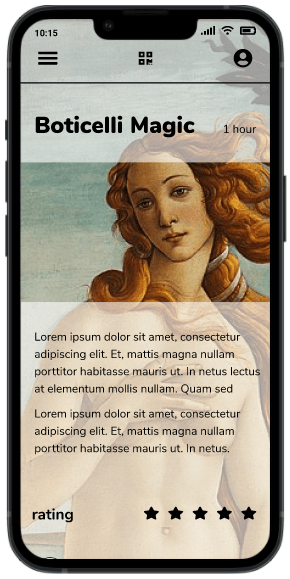 10:15
Boticelli Magic 1 hour
Lorem ipsum dolor sit amet, consectetur
adipiscing elit. Et, mattis magna nullam
porttitor habitasse mauris ut. In netus lectus
at elementum mollis nullam. Quam sed
Lorem ipsum dolor sit amet, consectetur
adipiscing elit. Et, mattis magna nullam
porttitor habitasse mauris ut. In netus.
rating